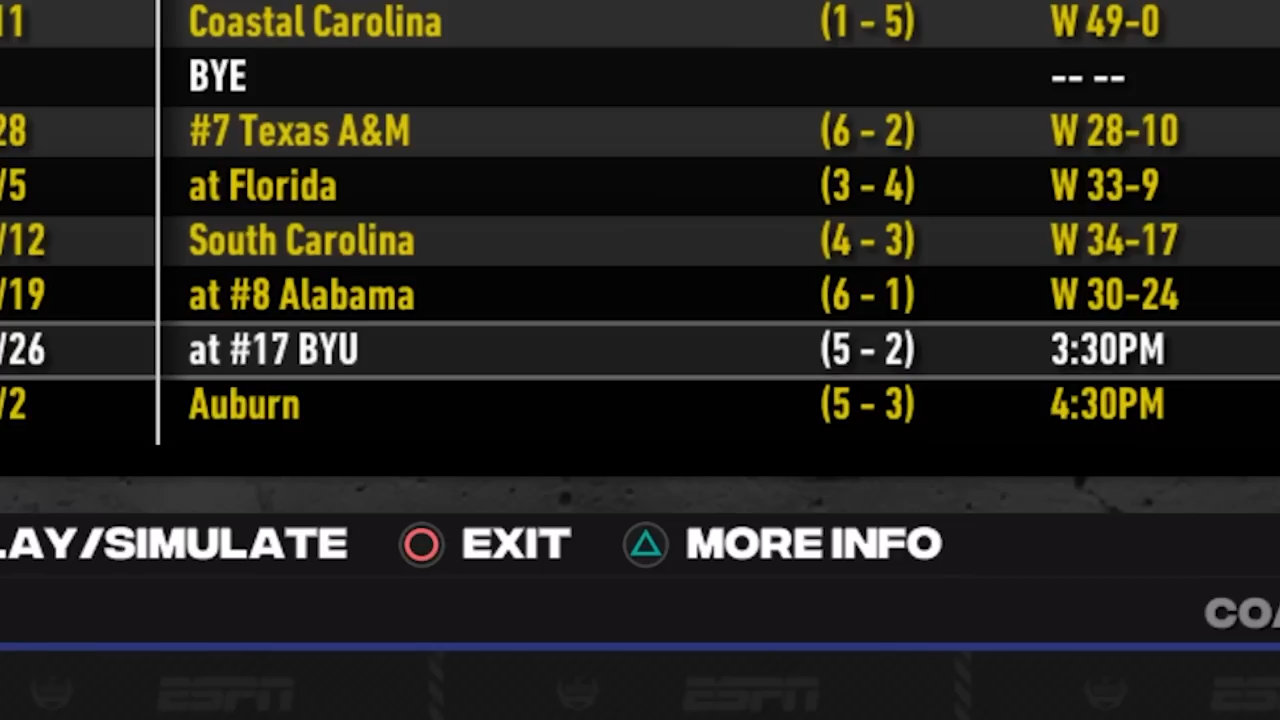 11 Coastal Carolina (1 - 5) W 49-0
BYE -- --
28 #7 Texas A&M (6 - 2) W 28-10
/5 at Florida (3 - 4) W 33-9
/12 South Carolina (4 - 3) W 34-17
/19 at #8 Alabama (6 - 1) W 30-24
/26 at #17 BYU (5 - 2) 3:30PM
/2 Auburn (5 - 3) 4:30PM
LAY/SIMULATE EXIT MORE INFO
COA
ESPN ESPN ES